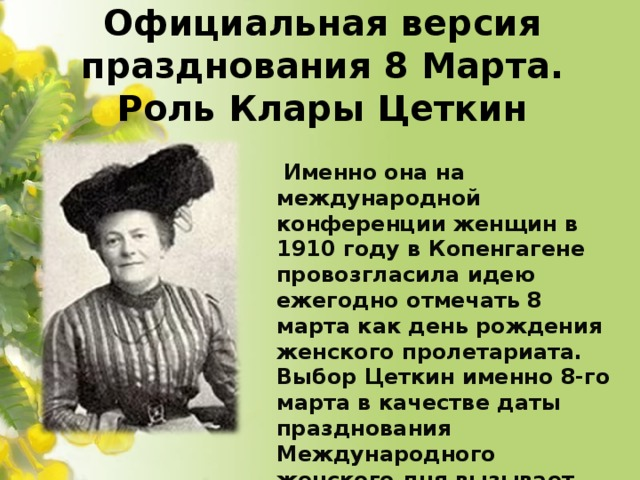 Официальная версия
празднования 8 Марта.
Роль Клары Цеткин
Именно она на
международной
конференции женщин в
1910 году в Копенгагене
провозгласила идею
ежегодно отмечать 8
марта как день рождения
женского пролетариата.
Выбор Цеткин именно 8-го
марта в качестве даты
празднования
Международного
женского дня вызывает